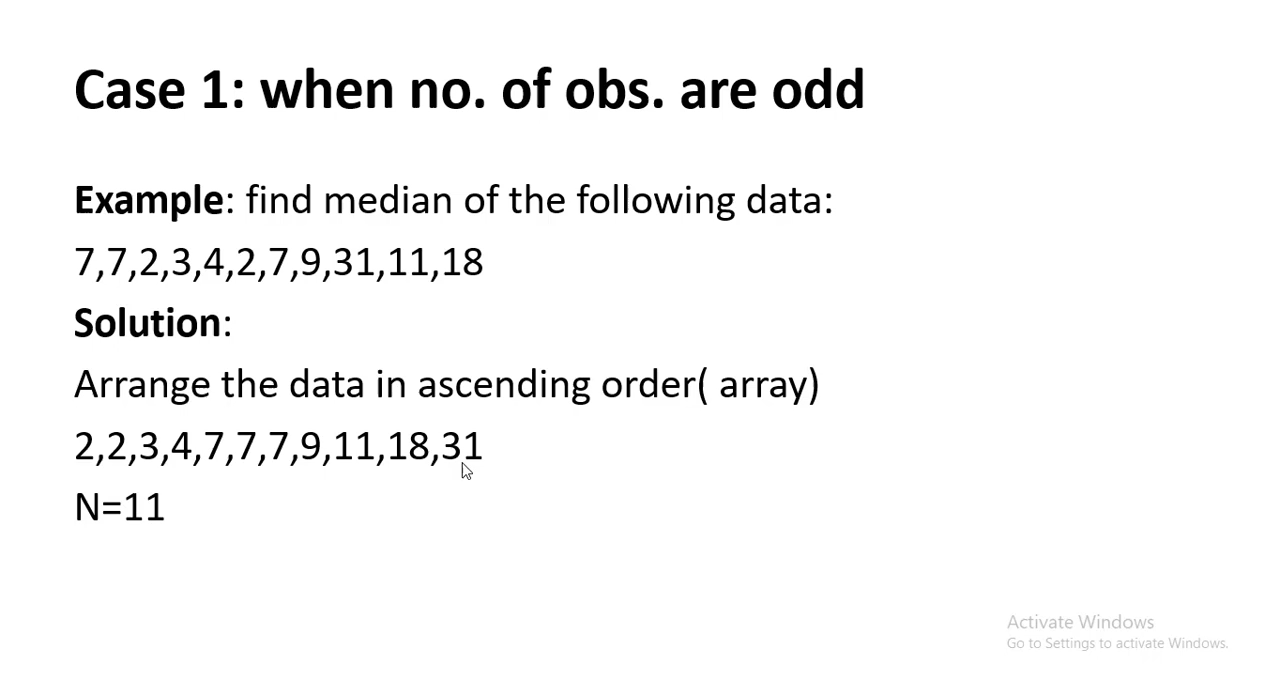 Case 1: when no. of obs. are odd
Example: find median of the following data:
7,7,2,3,4,2,7,9,31,11,18
Solution:
Arrange the data in ascending order( array)
2,2,3,4,7,7,7,9,11,18,31
N=11
Activate Windows
Go to Settings to activate Windows.